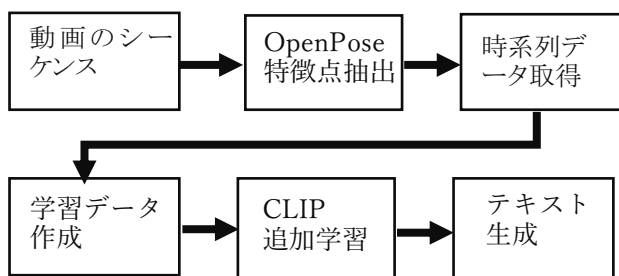 動画のシー
ケンス
OpenPose
特徴点抽出
時系列デ
ータ取得
学習データ
作成
CLIP
追加学習
テキスト
生成